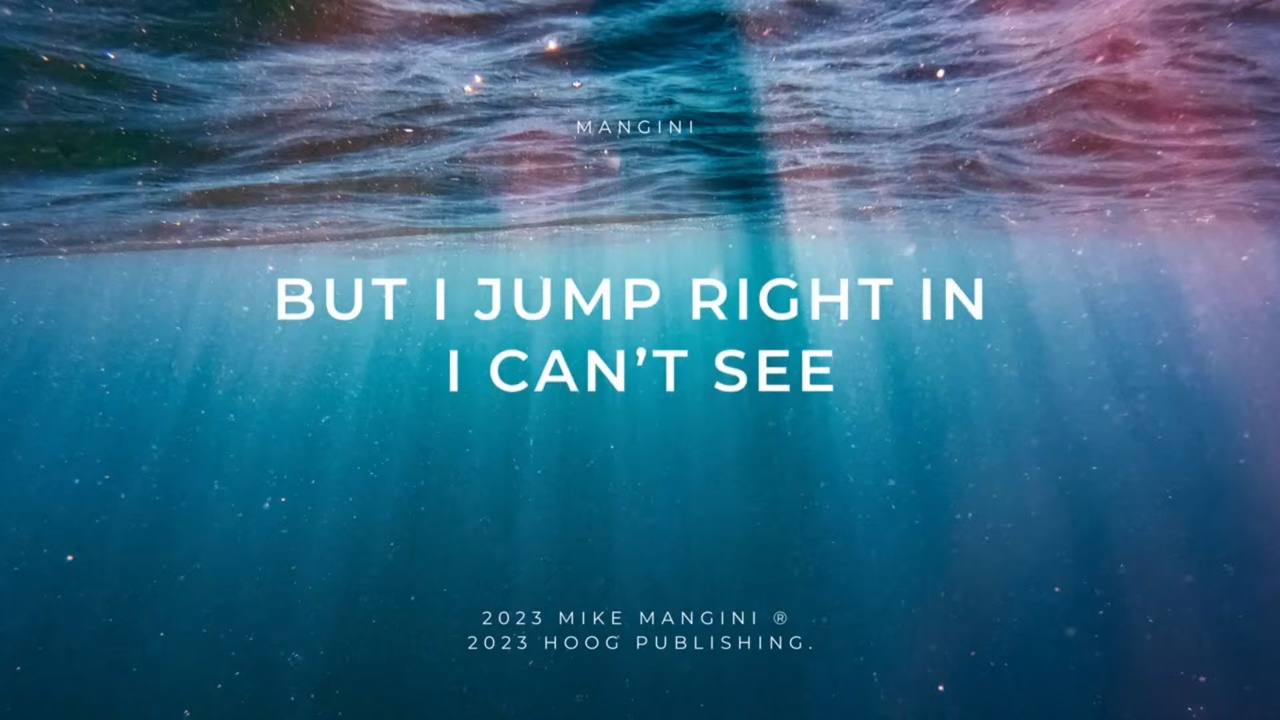 MANGINI
BUT I JUMP RIGHT IN
I CAN’T SEE
2023 MIKE MANGINI ®
2023 HOOG PUBLISHING.